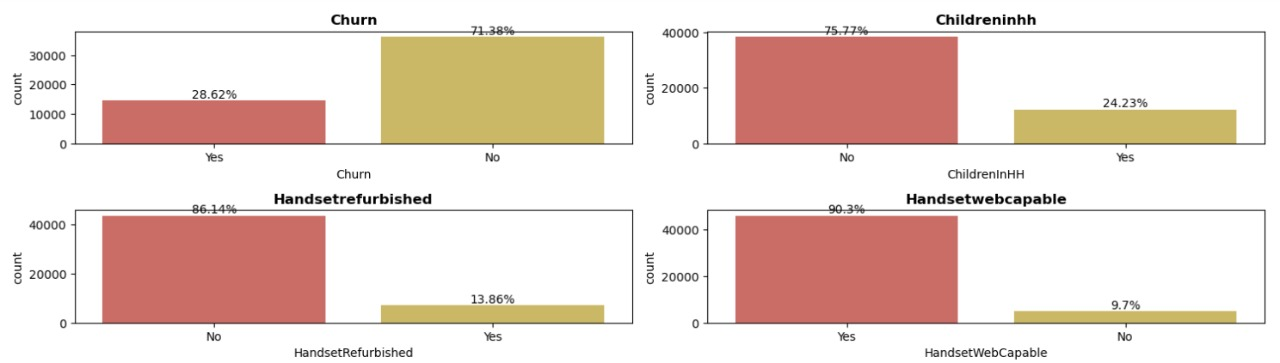 Churn
71.38%
30000
20000
10000
0
count
28.62%
Yes
No
Churn
Childreninhh
75.77%
40000
20000
0
count
24.23%
No
Yes
ChildrenInHH
Handsetrefurbished
86.14%
40000
20000
0
count
13.86%
No
Yes
HandsetRefurbished
Handsetwebcapable
90.3%
40000
20000
0
count
9.7%
Yes
No
HandsetWebCapable